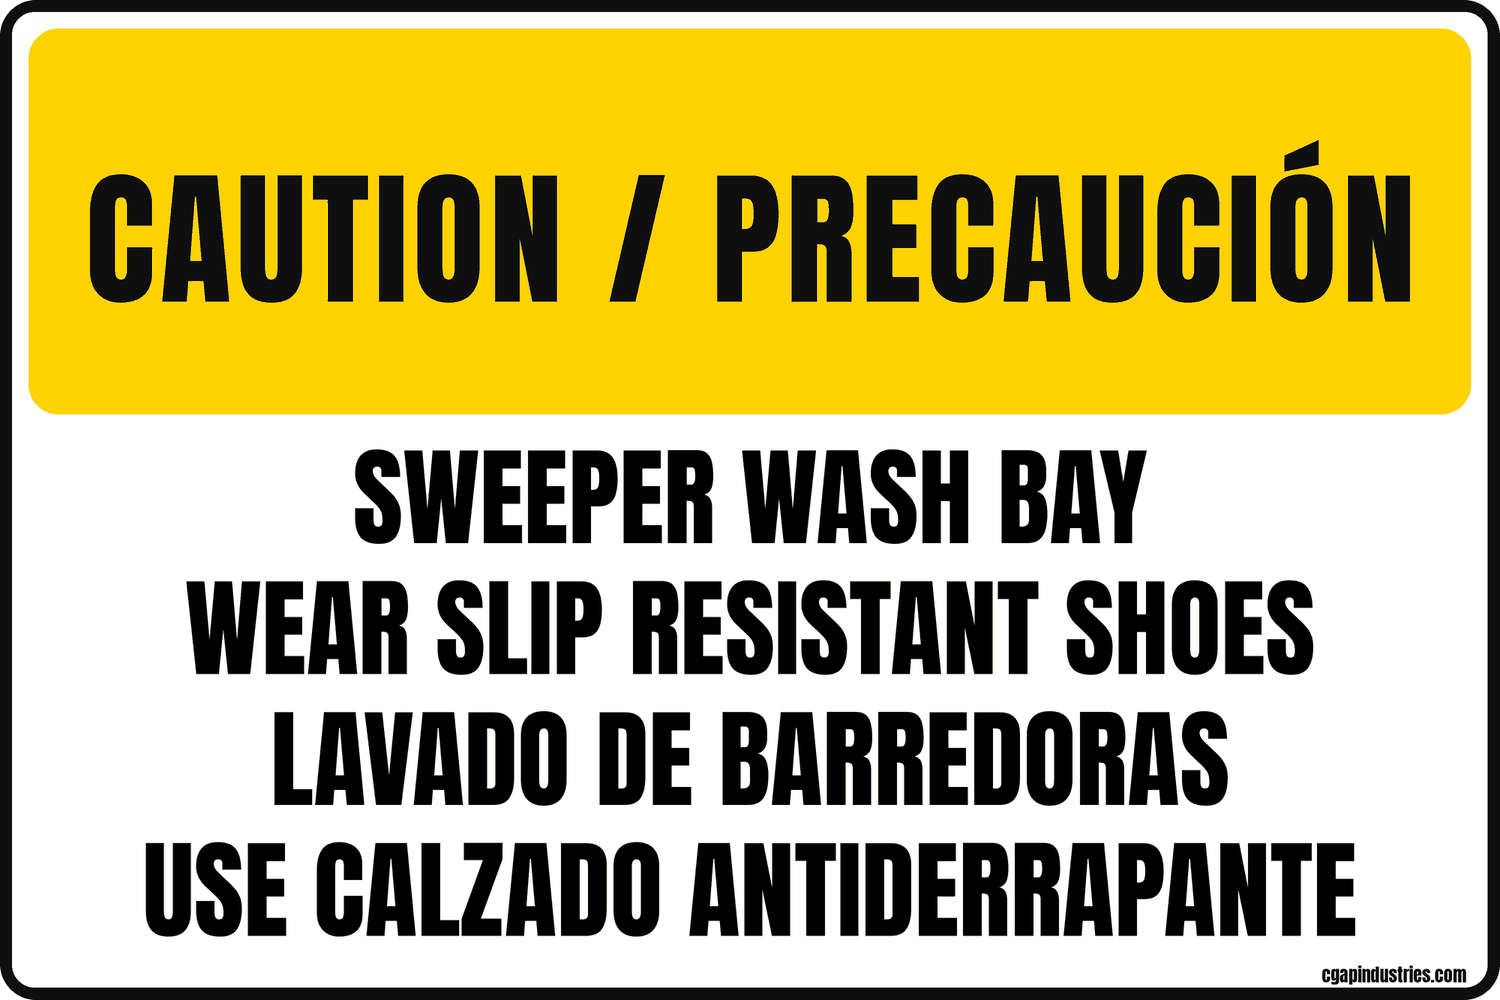 CAUTION / PRECAUCIÓN
SWEEPER WASH BAY
WEAR SLIP RESISTANT SHOES
LAVADO DE BARREDORAS
USE CALZADO ANTIDERRAPANTE
cgapindustries.com